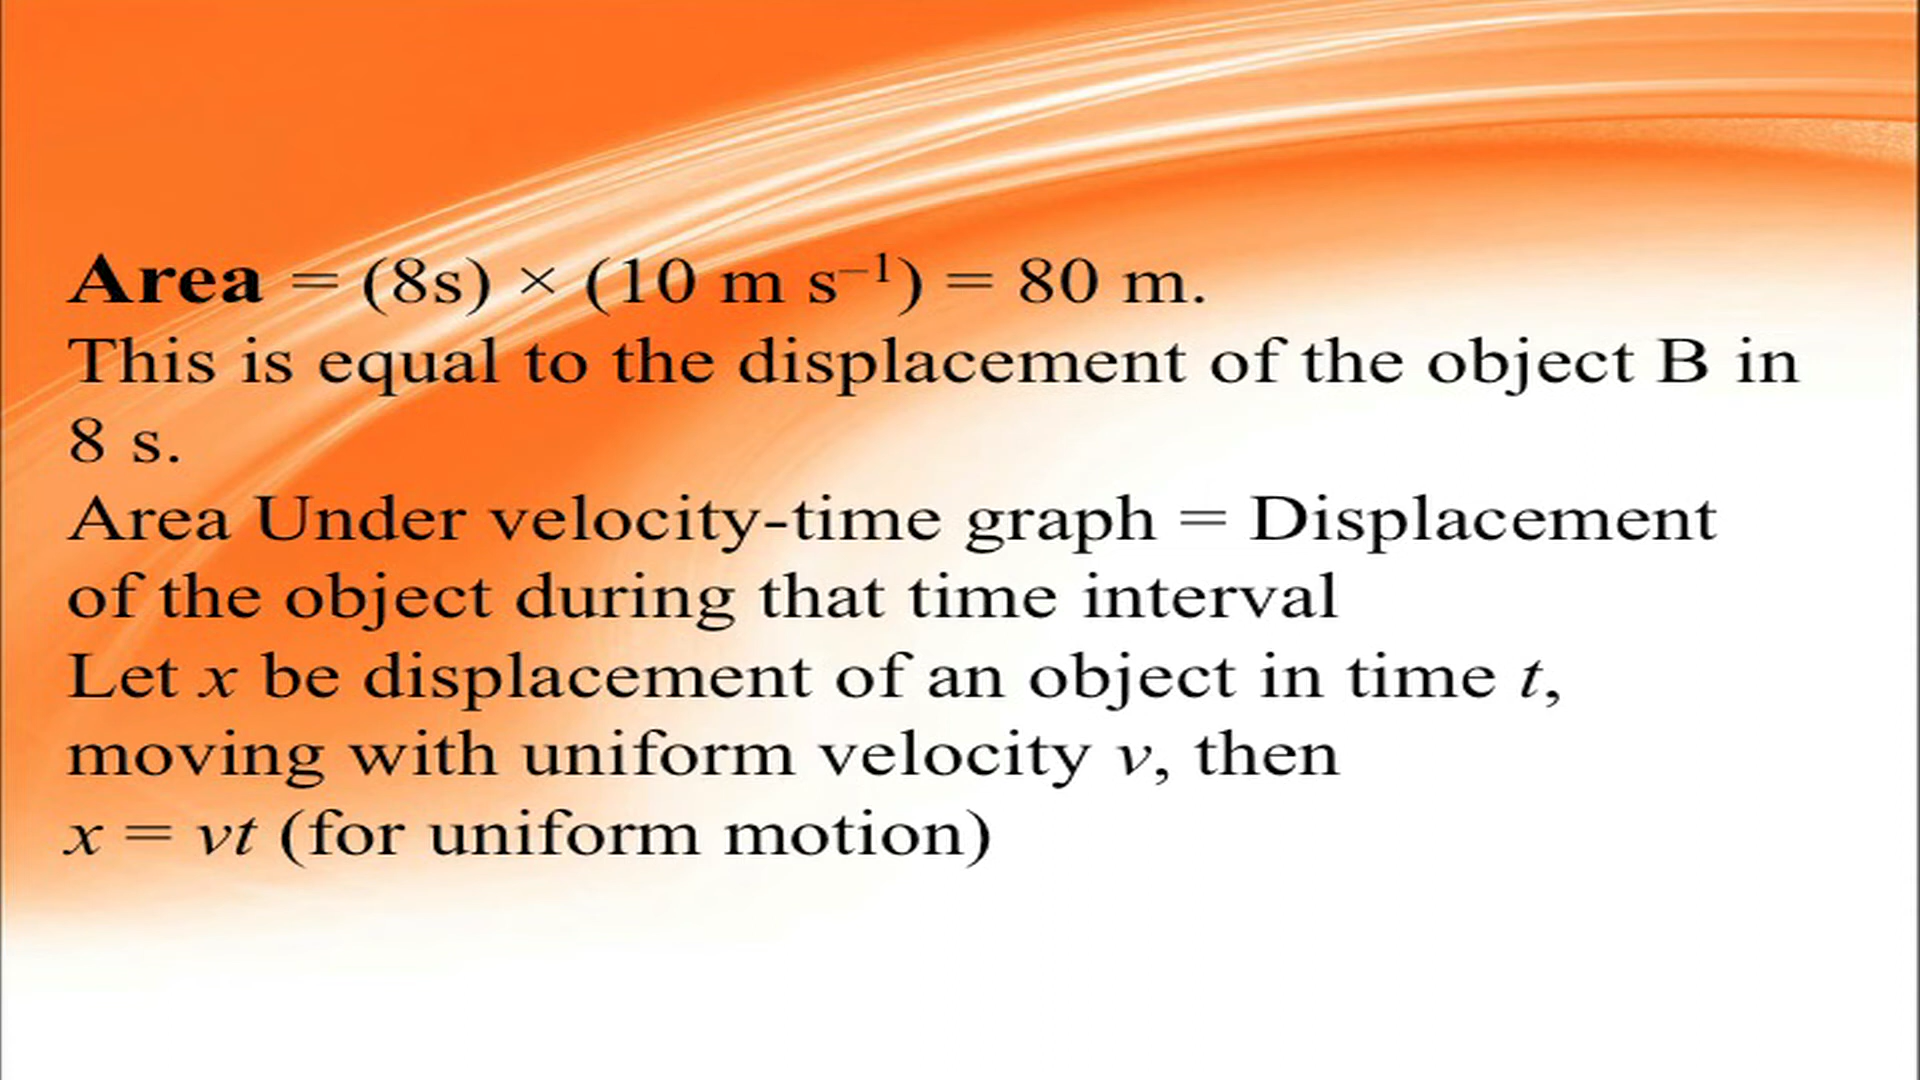 Area = (8s) × (10 m s⁻¹) = 80 m.
This is equal to the displacement of the object B in
8 s.
Area Under velocity-time graph = Displacement
of the object during that time interval
Let x be displacement of an object in time t,
moving with uniform velocity v, then
x = vt (for uniform motion)